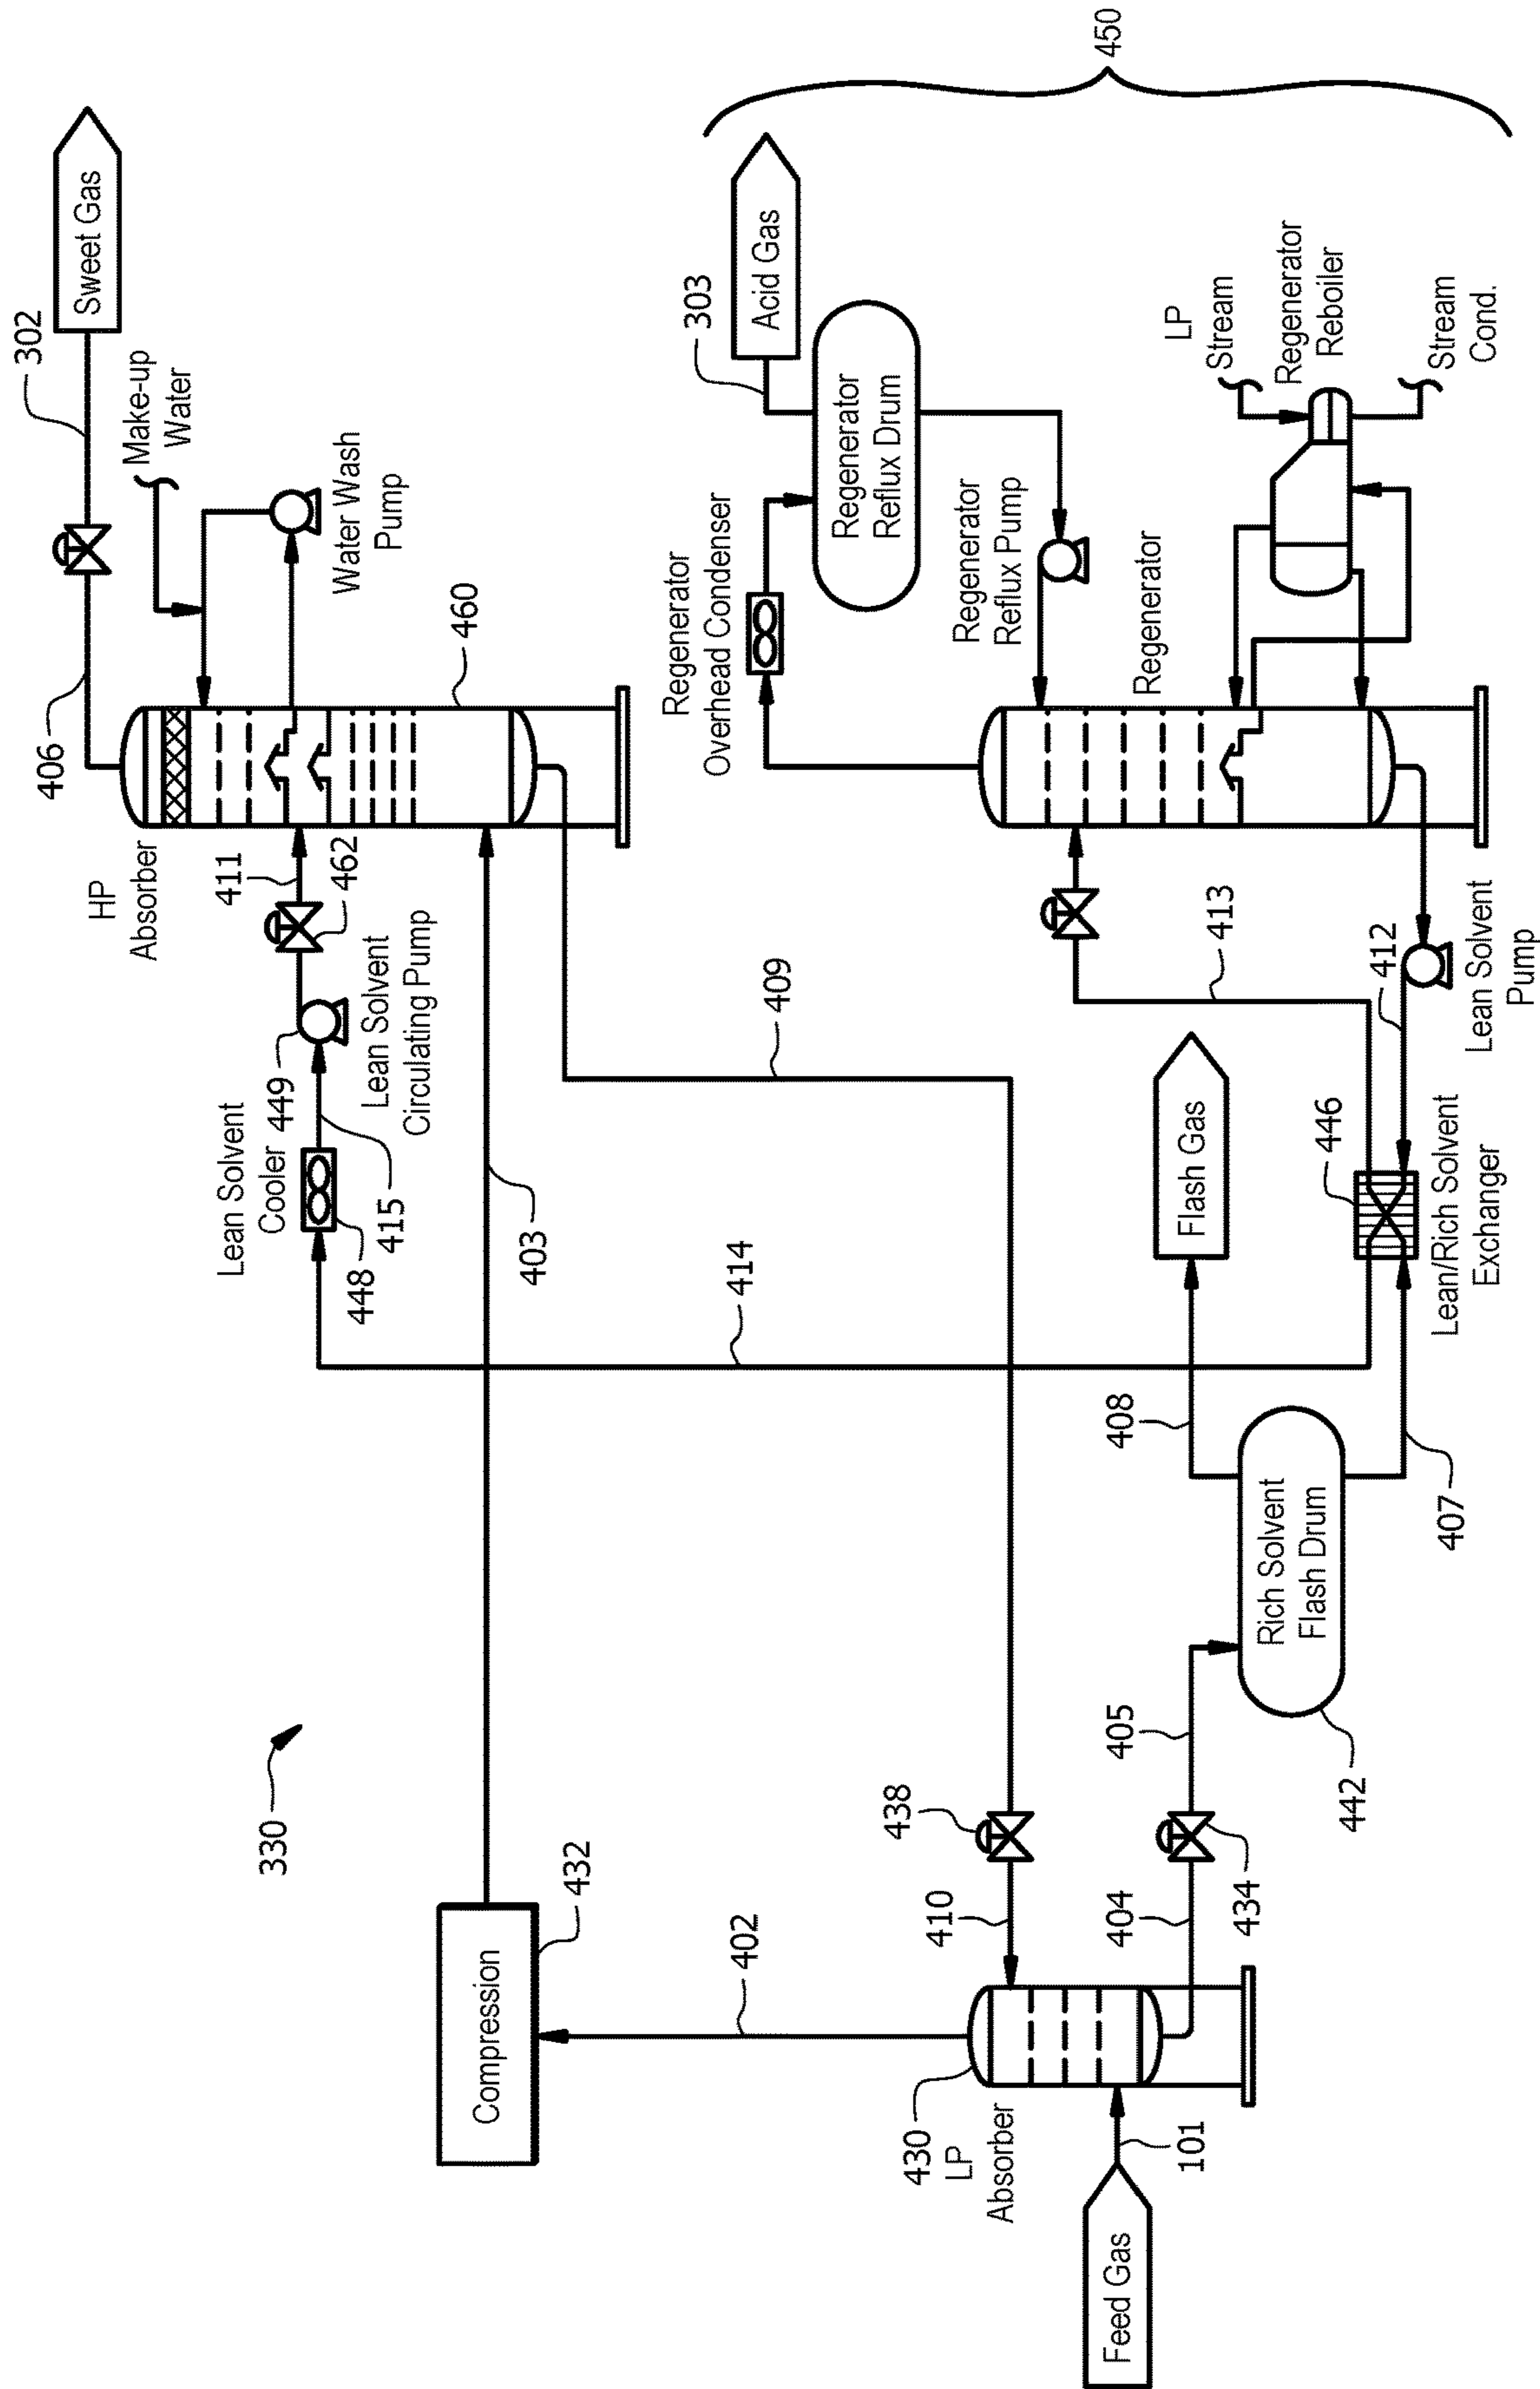 330
Feed Gas
101
430
LP
Absorber
402
Compression
432
410
438
404
434
405
442
Rich Solvent
Flash Drum
408
407
Flash Gas
403
414
409
Lean Solvent
Cooler
448
415
449
Lean Solvent
Circulating Pump
462
411
HP
Absorber
406
460
302
Sweet Gas
Make-up
Water
Water Wash
Pump
446
Lean/Rich Solvent
Exchanger
412
Lean Solvent
Pump
413
Regenerator
Regenerator
Overhead Condenser
Regenerator
Reflux Pump
Regenerator
Reflux Drum
303
Acid Gas
LP
Stream
Regenerator
Reboiler
Stream
Cond.
450